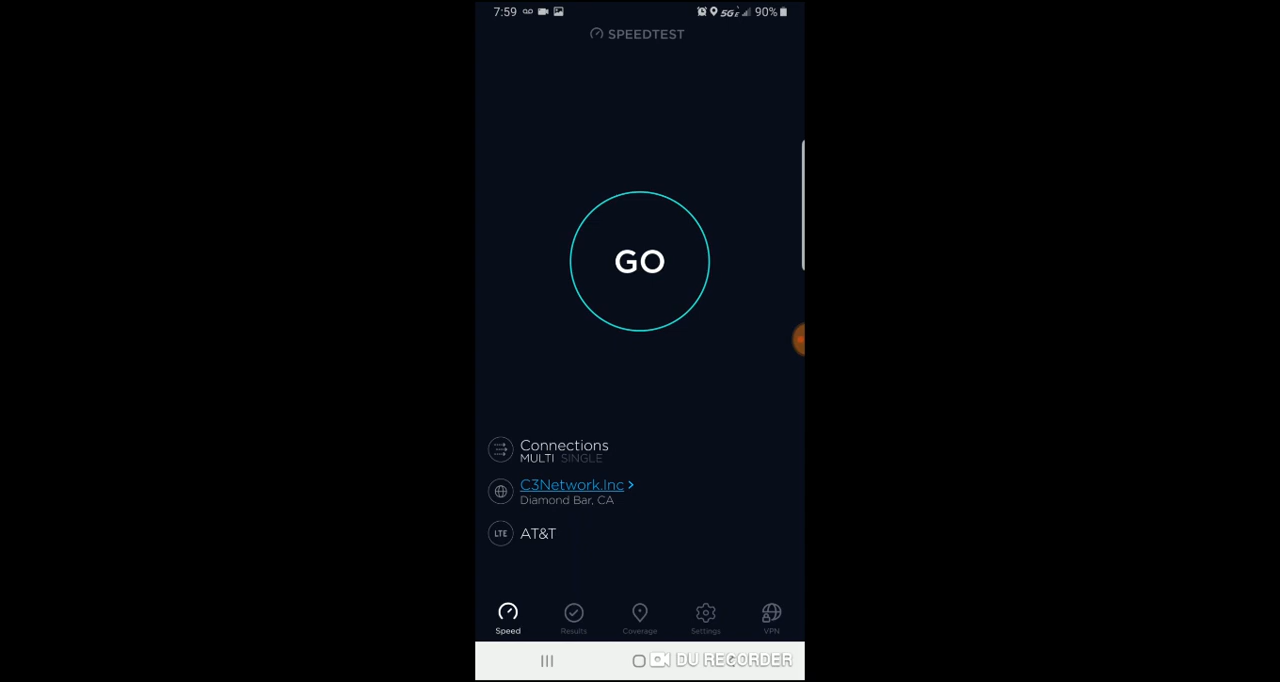 7:59 5GE 90%
SPEEDTEST
GO
Connections
MULTI SINGLE
C3Network.Inc >
Diamond Bar, CA
LTE AT&T
Speed Results Coverage Settings VPN
DU RECORDER